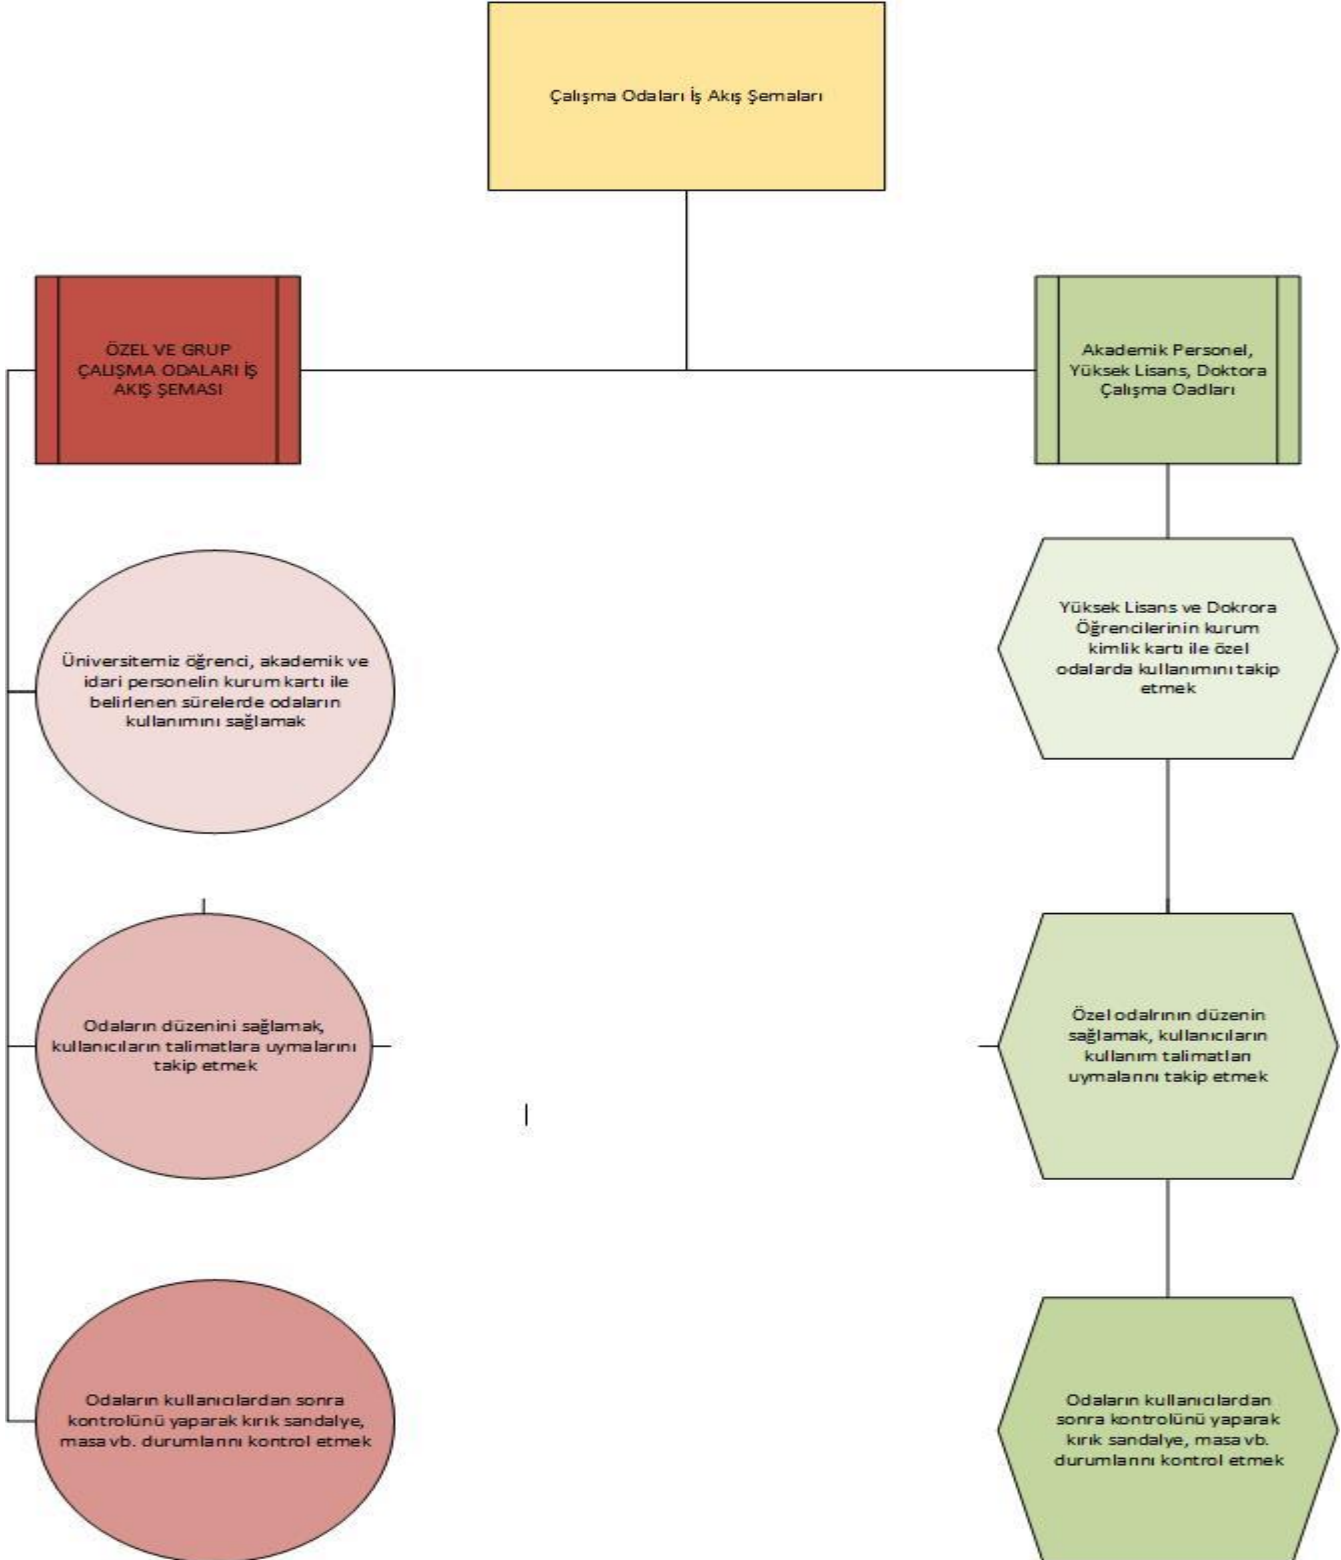 Çalışma Odaları İş Akış Şemaları
ÖZEL VE GRUP
ÇALIŞMA ODALARI İŞ
AKIŞ ŞEMASI
Akademik Personel,
Yüksek Lisans, Doktora
Çalışma Oadları
Üniversitemiz öğrenci, akademik ve
idari personelin kurum kartı ile
belirlenen sürelerde odaların
kullanımını sağlamak
Yüksek Lisans ve Dokrora
Öğrencilerinin kurum
kimlik kartı ile özel
odalarda kullanımını takip
etmek
Odaların düzenini sağlamak,
kullanıcıların talimatlara uymalarını
takip etmek
Özel odalrının düzenin
sağlamak, kullanıcıların
kullanım talimatları
uymalarını takip etmek
Odaların kullanıcılardan sonra
kontrolünü yaparak kırık sandalye,
masa vb. durumlarını kontrol etmek
Odaların kullanıcılardan
sonra kontrolünü yaparak
kırık sandalye, masa vb.
durumlarını kontrol etmek